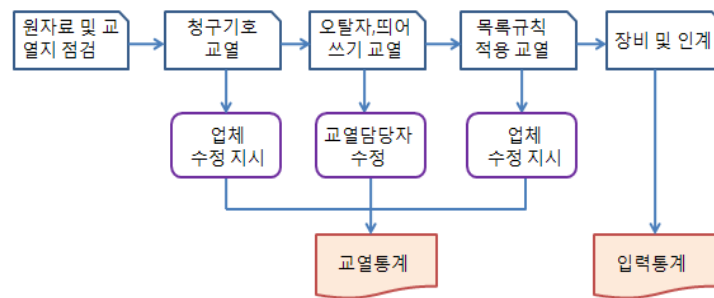 원자료 및 교
열지 점검
청구기호
교열
오탈자,띄어
쓰기 교열
목록규칙
적용 교열
장비 및 인계
업체
수정 지시
교열담당자
수정
업체
수정 지시
교열통계
입력통계